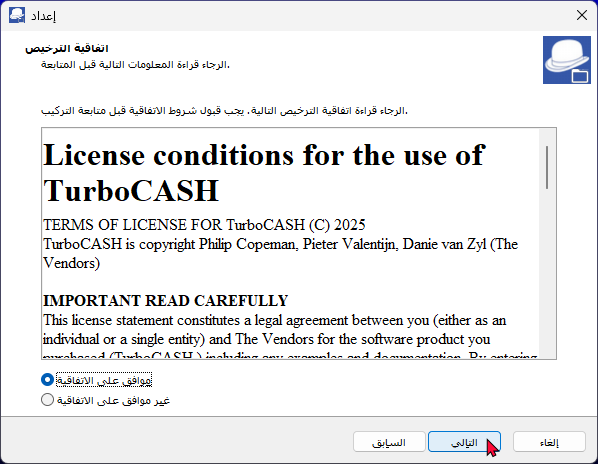 إعداد
اتفاقية الترخيص
الرجاء قراءة المعلومات التالية قبل المتابعة.
الرجاء قراءة اتفاقية الترخيص التالية. يجب قبول شروط الاتفاقية قبل متابعة التركيب.
License conditions for the use of
TurboCASH
TERMS OF LICENSE FOR TurboCASH (C) 2025
TurboCASH is copyright Philip Copeman, Pieter Valentijn, Danie van Zyl (The
Vendors)
IMPORTANT READ CAREFULLY
This license statement constitutes a legal agreement between you (either as an
individual or a single entity) and The Vendors for the software product you
purchased (TurboCASH ) including any examples and documentation. By entering
موافق على الاتفاقية
غير موافق على الاتفاقية
السابق
التالي
إلغاء